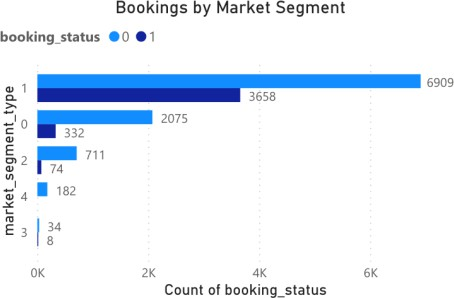 Bookings by Market Segment
booking_status 0 1
market_segment_type
1 6909
3658
0 2075
332
2 711
74
4 182
3 34
8
0K 2K 4K 6K
Count of booking_status